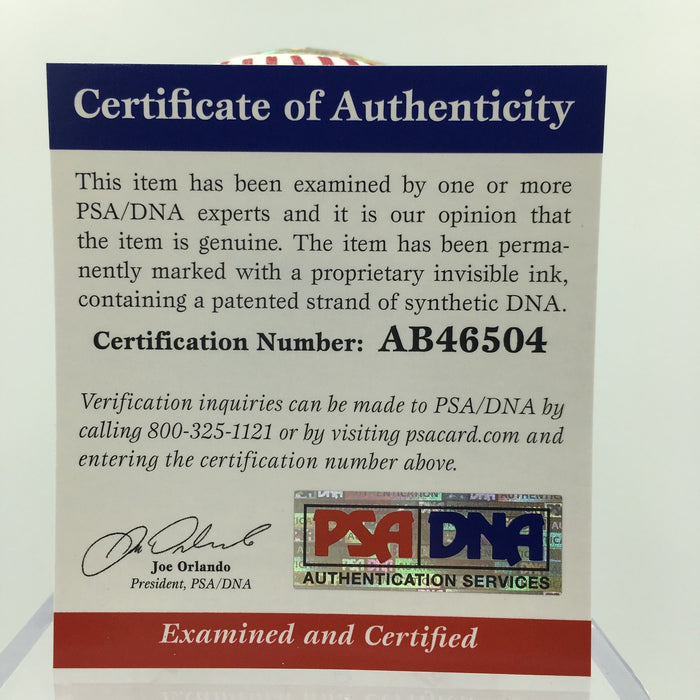 Certificate of Authenticity
This item has been examined by one or more
PSA/DNA experts and it is our opinion that
the item is genuine. The item has been perma-
nently marked with a proprietary invisible ink,
containing a patented strand of synthetic DNA.
Certification Number: AB46504
Verification inquiries can be made to PSA/DNA by
calling 800-325-1121 or by visiting psacard.com and
entering the certification number above.
Joe Orlando
President, PSA/DNA
PSA DNA
AUTHENTICATION SERVICES
Examined and Certified